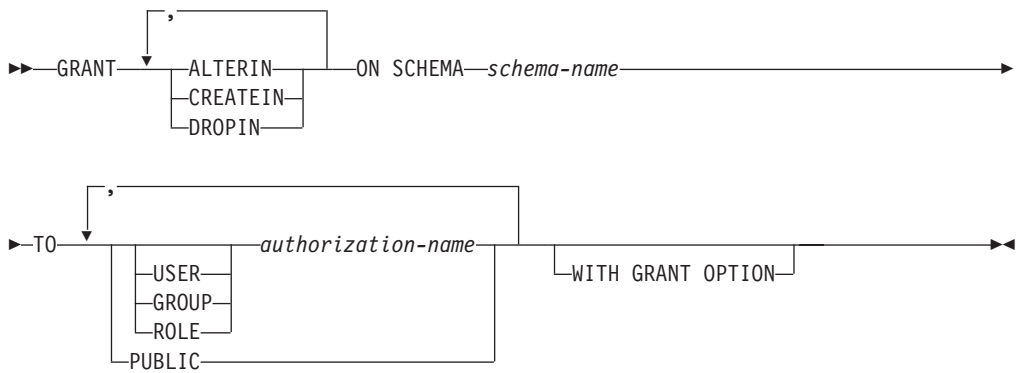 ,
GRANT ALTERIN ON SCHEMA schema-name
CREATEIN
DROPIN
,
TO authorization-name
USER WITH GRANT OPTION
GROUP
ROLE
PUBLIC